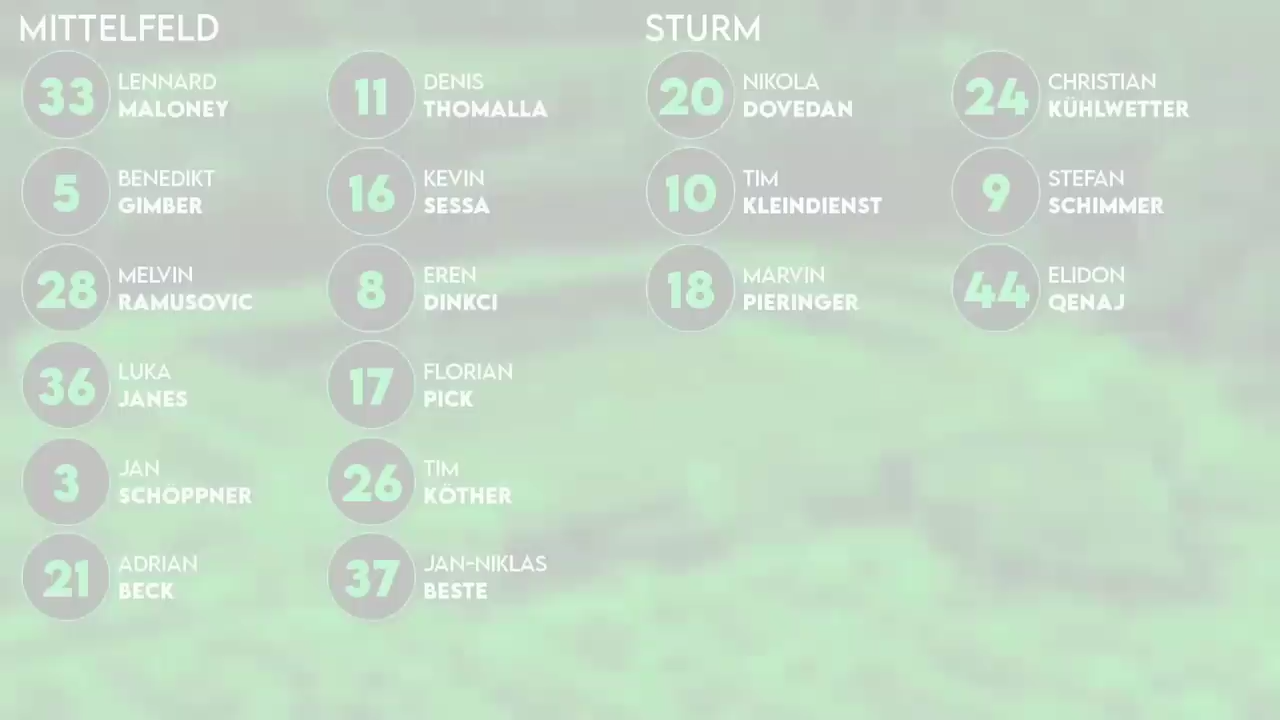 MITTELFELD
33 LENNARD
MALONEY
5 BENEDIKT
GIMBER
28 MELVIN
RAMUSOVIC
36 LUKA
JANES
3 JAN
SCHÖPPNER
21 ADRIAN
BECK
11 DENIS
THOMALLA
16 KEVIN
SESSA
8 EREN
DINKCI
17 FLORIAN
PICK
26 TIM
KÖTHER
37 JAN-NIKLAS
BESTE
STURM
20 NIKOLA
DOVEDAN
10 TIM
KLEINDIENST
18 MARVIN
PIERINGER
24 CHRISTIAN
KÜHLWETTER
9 STEFAN
SCHIMMER
44 ELIDON
QENAJ